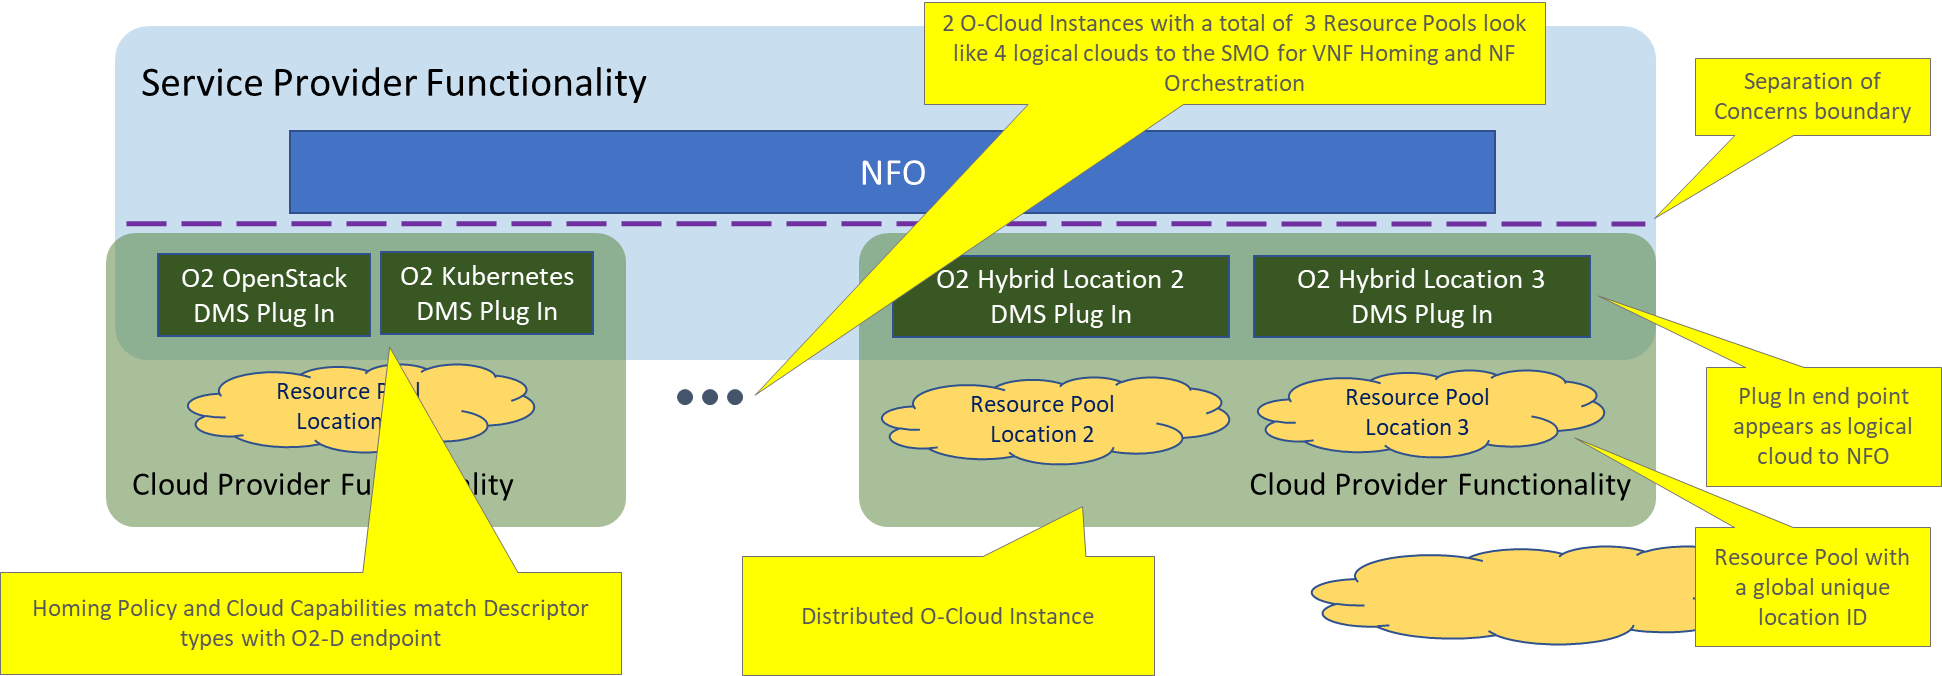 2 O-Cloud Instances with a total of 3 Resource Pools look
like 4 logical clouds to the SMO for VNF Homing and NF
Orchestration
Service Provider Functionality
Separation of
Concerns boundary
NFO
O2 OpenStack
DMS Plug In
O2 Kubernetes
DMS Plug In
O2 Hybrid Location 2
DMS Plug In
O2 Hybrid Location 3
DMS Plug In
Resource P l
Location
Resource Pool
Location 2
Resource Pool
Location 3
Plug In end point
appears as logical
cloud to NFO
Cloud Provider Fu ality
Cloud Provider Functionality
Homing Policy and Cloud Capabilities match Descriptor
types with O2-D endpoint
Distributed O-Cloud Instance
Resource Pool with
a global unique
location ID